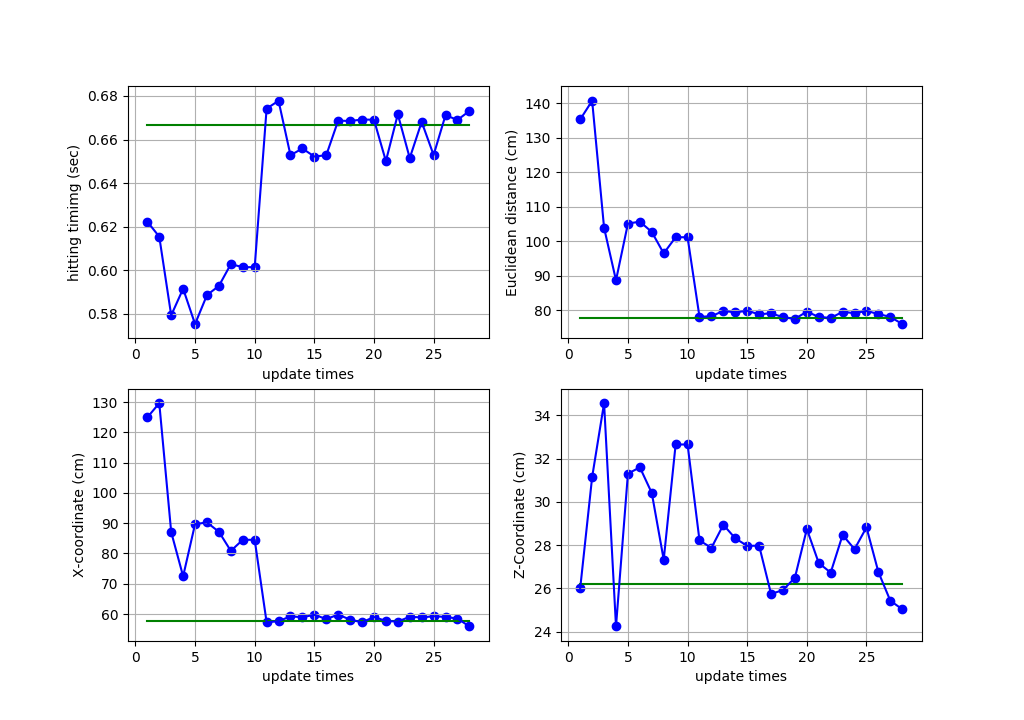 0.68
0.66
0.64
0.62
0.60
0.58
hitting timimg (sec)
0 5 10 15 20 25
update times
140
130
120
110
100
90
80
Euclidean distance (cm)
0 5 10 15 20 25
update times
130
120
110
100
90
80
70
60
X-coordinate (cm)
0 5 10 15 20 25
update times
34
32
30
28
26
24
Z-Coordinate (cm)
0 5 10 15 20 25
update times